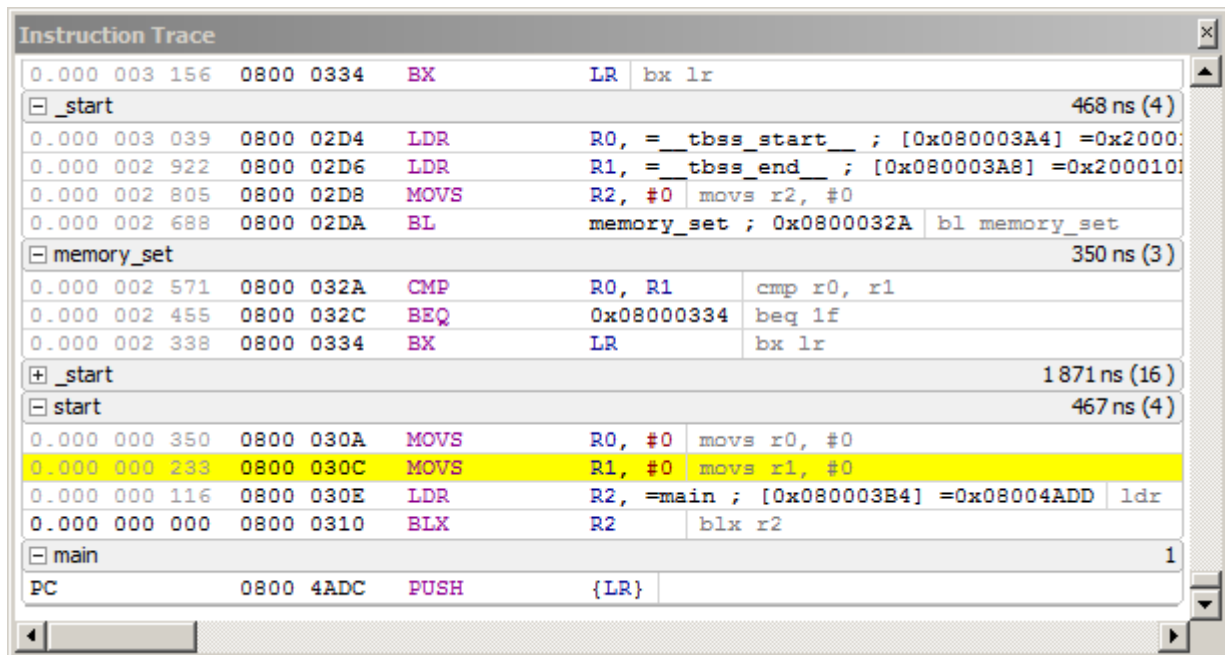 Instruction Trace
0.000 003 156 0800 0334 BX LR bx lr
_start 468 ns (4)
0.000 003 039 0800 02D4 LDR R0, =__tbss_start__ ; [0x080003A4] =0x2000
0.000 002 922 0800 02D6 LDR R1, =__tbss_end__ ; [0x080003A8] =0x200010
0.000 002 805 0800 02D8 MOVS R2, #0 movs r2, #0
0.000 002 688 0800 02DA BL memory_set ; 0x0800032A bl memory_set
memory_set 350 ns (3)
0.000 002 571 0800 032A CMP R0, R1 cmp r0, r1
0.000 002 455 0800 032C BEQ 0x08000334 beq 1f
0.000 002 338 0800 0334 BX LR bx lr
_start 1 871 ns (16)
start 467 ns (4)
0.000 000 350 0800 030A MOVS R0, #0 movs r0, #0
0.000 000 233 0800 030C MOVS R1, #0 movs r1, #0
0.000 000 116 0800 030E LDR R2, =main ; [0x080003B4] =0x08004ADD ldr
0.000 000 000 0800 0310 BLX R2 blx r2
main 1
PC 0800 4ADC PUSH {LR}